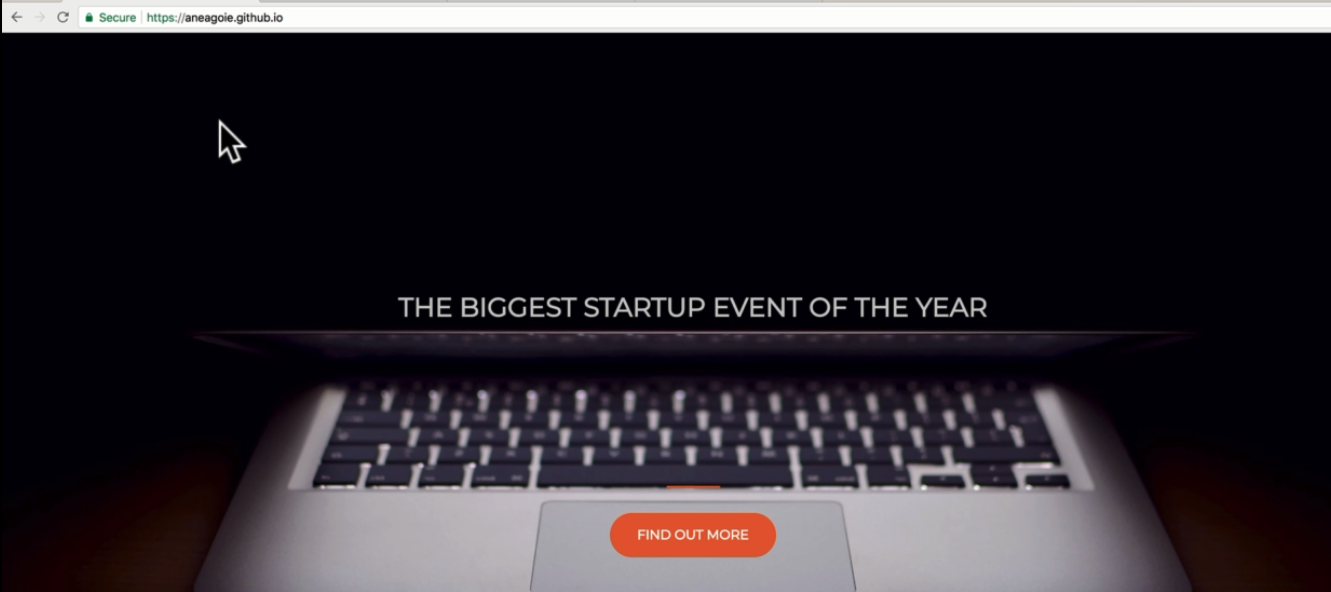 Secure https://aneagoie.github.io
THE BIGGEST STARTUP EVENT OF THE YEAR
FIND OUT MORE